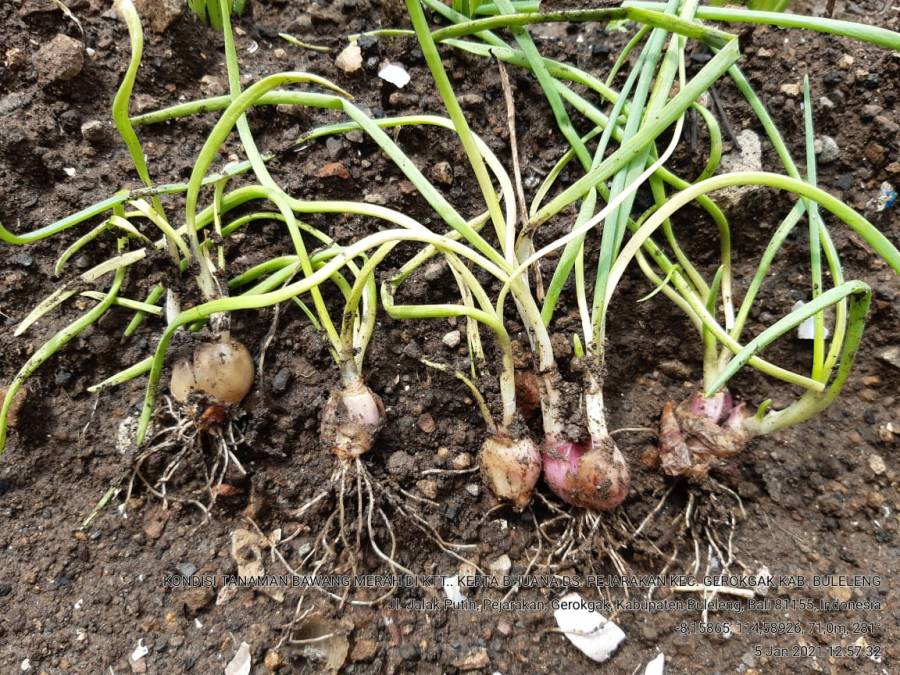 KONDISI TANAMAN BAWANG MERAH DI KTT.. KERTA BHUANA DS. PEJARAKAN KEC. GEROKGAK KAB. BULELENG
Jl. Jalak Putih, Pejarakan, Gerokgak, Kabupaten Buleleng, Bali 81155, Indonesia
-8,15865, 114,58926, 71,0m, 281°
5 Jan 2021 12:57:32